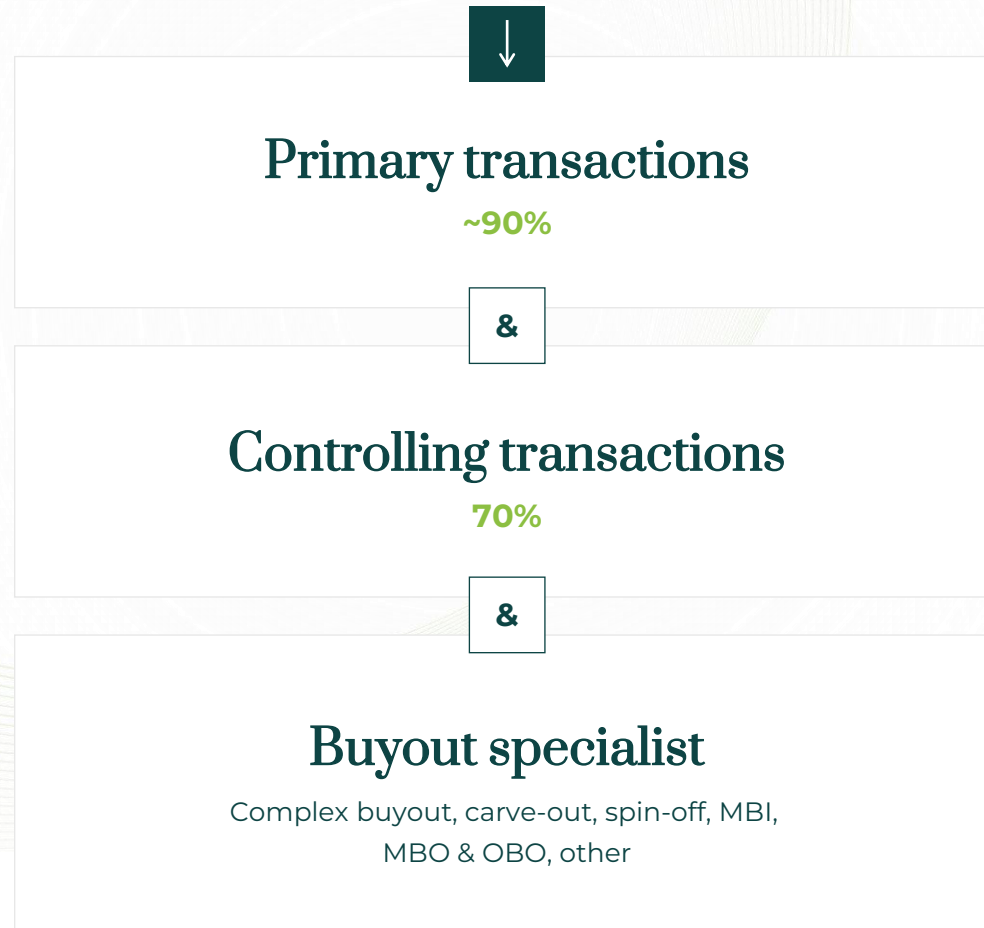 Primary transactions
~90%
&
Controlling transactions
70%
&
Buyout specialist
Complex buyout, carve-out, spin-off, MBI,
MBO & OBO, other